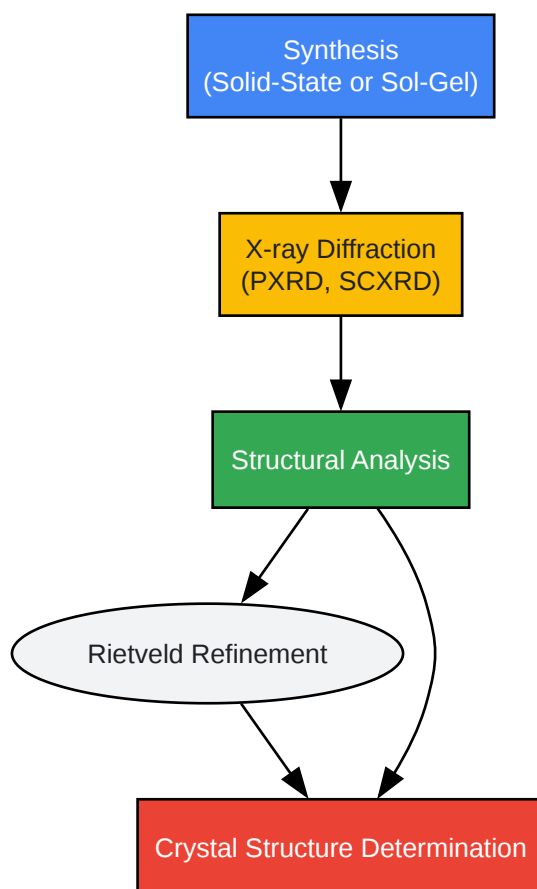 Synthesis
(Solid-State or Sol-Gel)
X-ray Diffraction
(PXRD, SCXRD)
Structural Analysis
Rietveld Refinement
Crystal Structure Determination